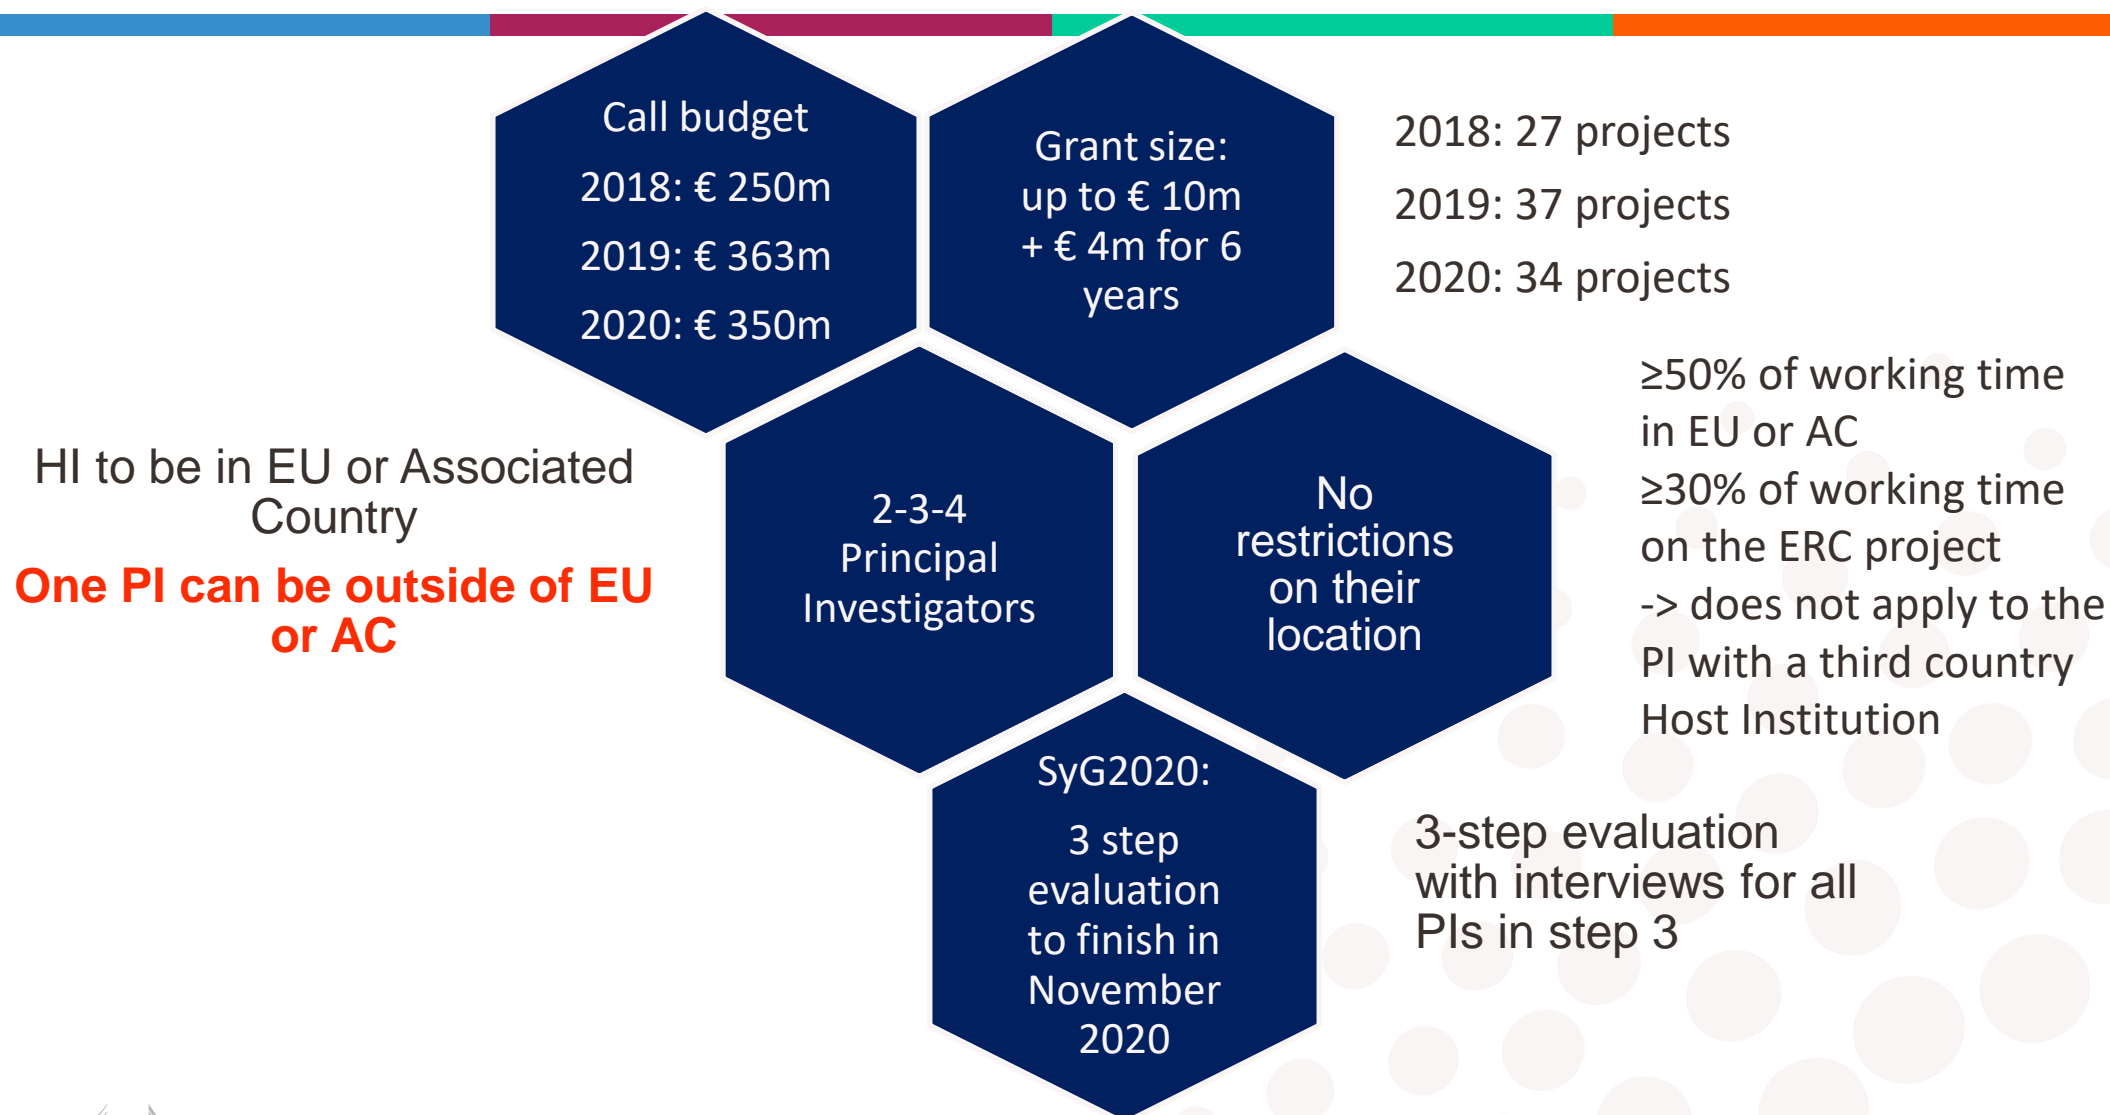 Call budget
2018: € 250m
2019: € 363m
2020: € 350m
Grant size:
up to € 10m
+ € 4m for 6
years
2018: 27 projects
2019: 37 projects
2020: 34 projects
HI to be in EU or Associated
Country
One PI can be outside of EU
or AC
2-3-4
Principal
Investigators
No
restrictions
on their
location
≥50% of working time
in EU or AC
≥30% of working time
on the ERC project
-> does not apply to the
PI with a third country
Host Institution
SyG2020:
3 step
evaluation
to finish in
November
2020
3-step evaluation
with interviews for all
PIs in step 3